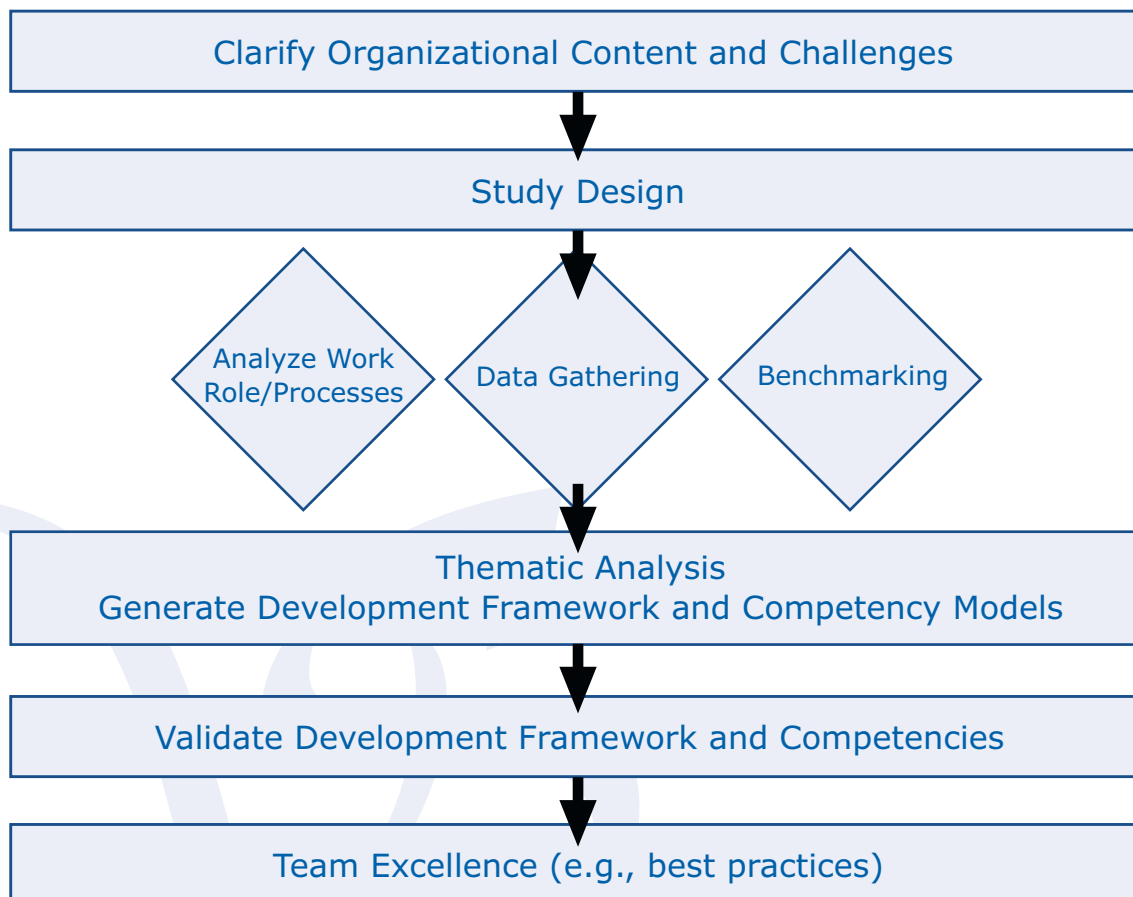 Clarify Organizational Content and Challenges
Study Design
Analyze Work
Role/Processes
Data Gathering
Benchmarking
Thematic Analysis
Generate Development Framework and Competency Models
Validate Development Framework and Competencies
Team Excellence (e.g., best practices)